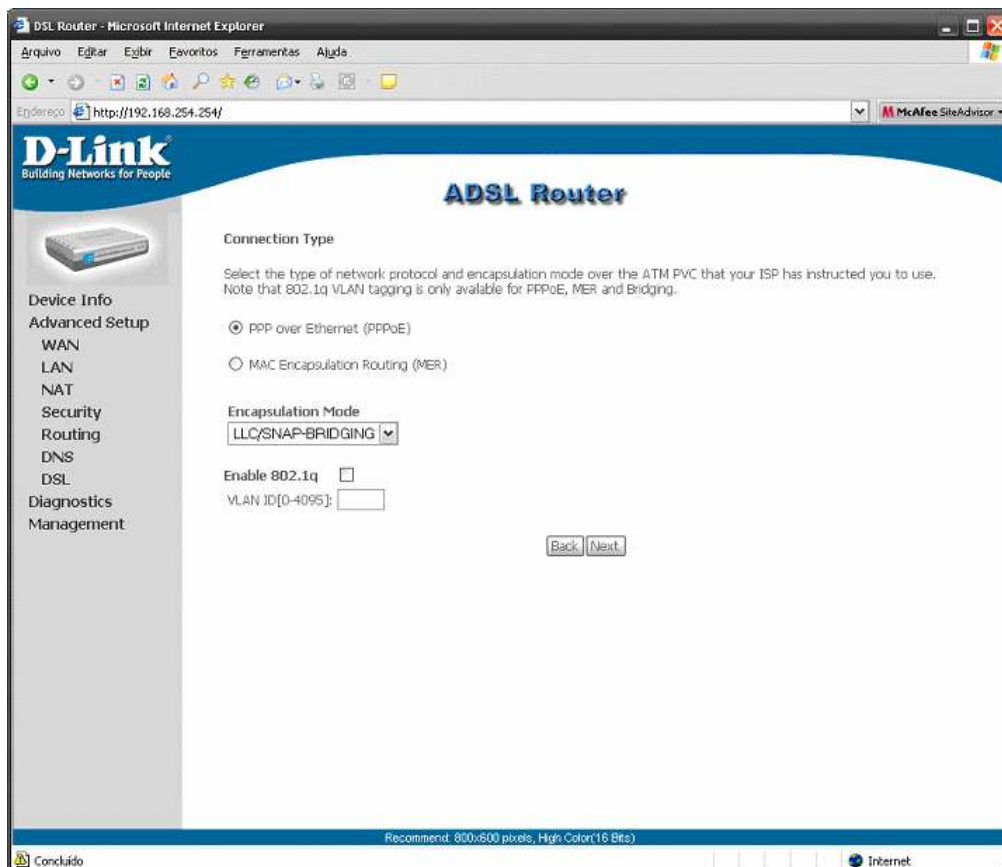 DSL Router - Microsoft Internet Explorer
Arquivo Editar Exibir Favoritos Ferramentas Ajuda
Endereço http://192.168.254.254/ McAfee SiteAdvisor
D-Link
Building Networks for People
ADSL Router
Connection Type
Select the type of network protocol and encapsulation mode over the ATM PVC that your ISP has instructed you to use.
Note that 802.1q VLAN tagging is only available for PPPoE, MER and Bridging.
Device Info
Advanced Setup
WAN
LAN
NAT
Security
Routing
DNS
DSL
Diagnostics
Management
PPP over Ethernet (PPPoE)
MAC Encapsulation Routing (MER)
Encapsulation Mode
LLC/SNAP-BRIDGING
Enable 802.1q
VLAN ID[0-4095]:
Back Next
Recommend: 800x600 pixels, High Color(16 Bits)
Concluído Internet